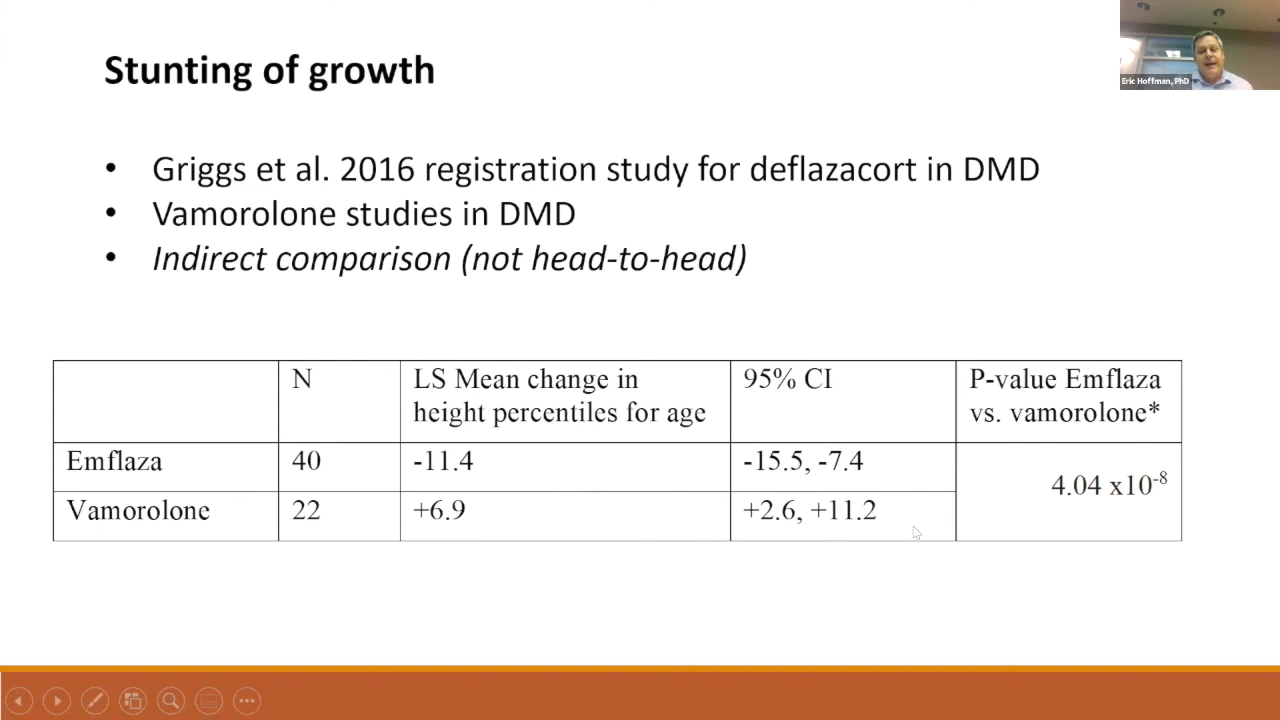 Stunting of growth
Eric Hoffman, PhD
• Griggs et al. 2016 registration study for deflazacort in DMD
• Vamorolone studies in DMD
• Indirect comparison (not head-to-head)
N
LS Mean change in
height percentiles for age
95% CI
P-value Emflaza
vs. vamorolone*
Emflaza
40
-11.4
-15.5, -7.4
4.04 x10⁻⁸
Vamorolone
22
+6.9
+2.6, +11.2